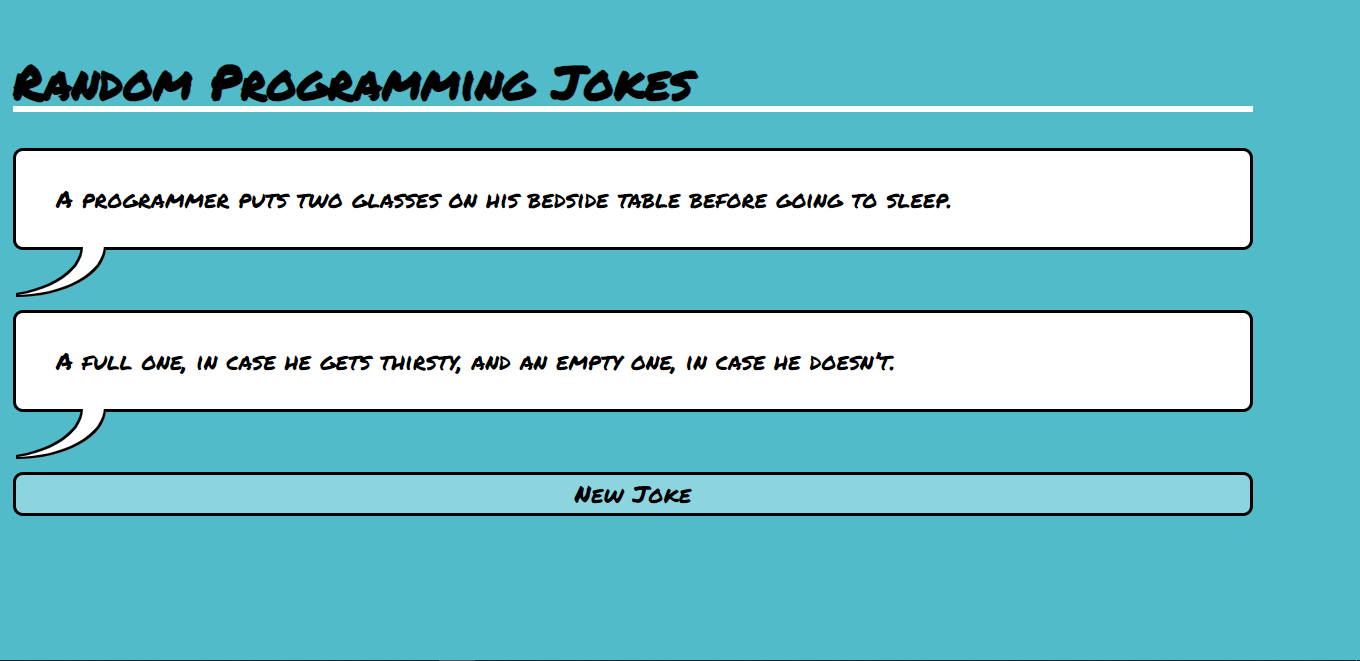 Random Programming Jokes
A programmer puts two glasses on his bedside table before going to sleep.
A full one, in case he gets thirsty, and an empty one, in case he doesn't.
New Joke